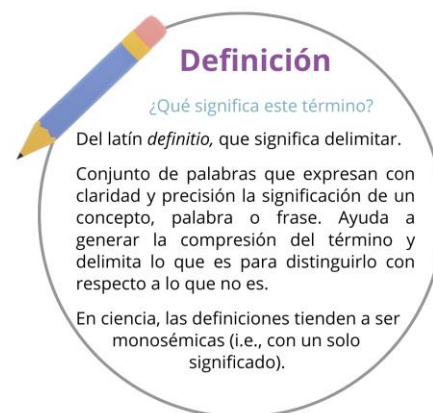 Definición
¿Qué significa este término?
Del latín definitio, que significa delimitar.
Conjunto de palabras que expresan con
claridad y precisión la significación de un
concepto, palabra o frase. Ayuda a
generar la compresión del término y
delimita lo que es para distinguirlo con
respecto a lo que no es.
En ciencia, las definiciones tienden a ser
monosémicas (i.e., con un solo
significado).